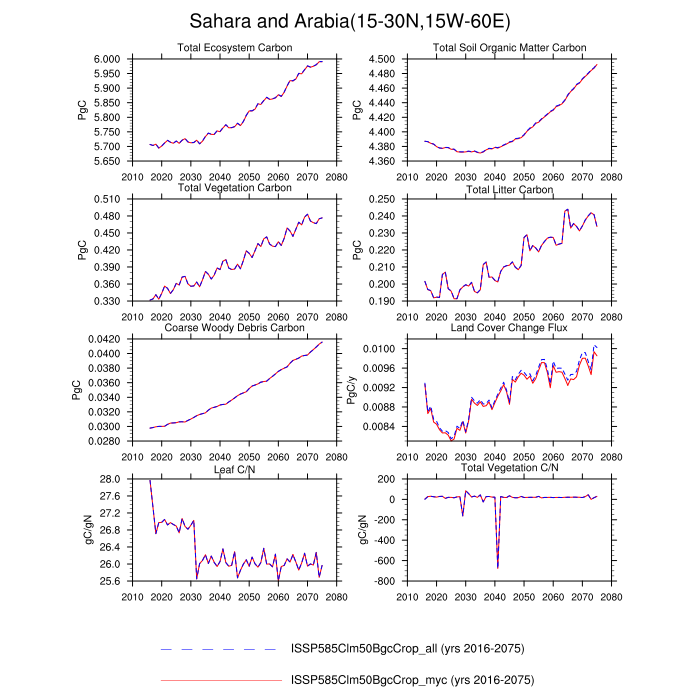 Sahara and Arabia(15-30N,15W-60E)
Total Ecosystem Carbon
PgC
6.000
5.950
5.900
5.850
5.800
5.750
5.700
5.650
2010 2020 2030 2040 2050 2060 2070 2080
Total Soil Organic Matter Carbon
PgC
4.500
4.480
4.460
4.440
4.420
4.400
4.380
4.360
2010 2020 2030 2040 2050 2060 2070 2080
Total Vegetation Carbon
PgC
0.510
0.480
0.450
0.420
0.390
0.360
0.330
2010 2020 2030 2040 2050 2060 2070 2080
Total Litter Carbon
PgC
0.250
0.240
0.230
0.220
0.210
0.200
0.190
2010 2020 2030 2040 2050 2060 2070 2080
Coarse Woody Debris Carbon
PgC
0.0420
0.0400
0.0380
0.0360
0.0340
0.0320
0.0300
0.0280
2010 2020 2030 2040 2050 2060 2070 2080
Land Cover Change Flux
PgC/y
0.0100
0.0096
0.0092
0.0088
0.0084
2010 2020 2030 2040 2050 2060 2070 2080
Leaf C/N
gC/gN
28.0
27.6
27.2
26.8
26.4
26.0
25.6
2010 2020 2030 2040 2050 2060 2070 2080
Total Vegetation C/N
gC/gN
200
0
-200
-400
-600
-800
2010 2020 2030 2040 2050 2060 2070 2080
ISSP585Clm50BgcCrop_all (yrs 2016-2075)
ISSP585Clm50BgcCrop_myc (yrs 2016-2075)